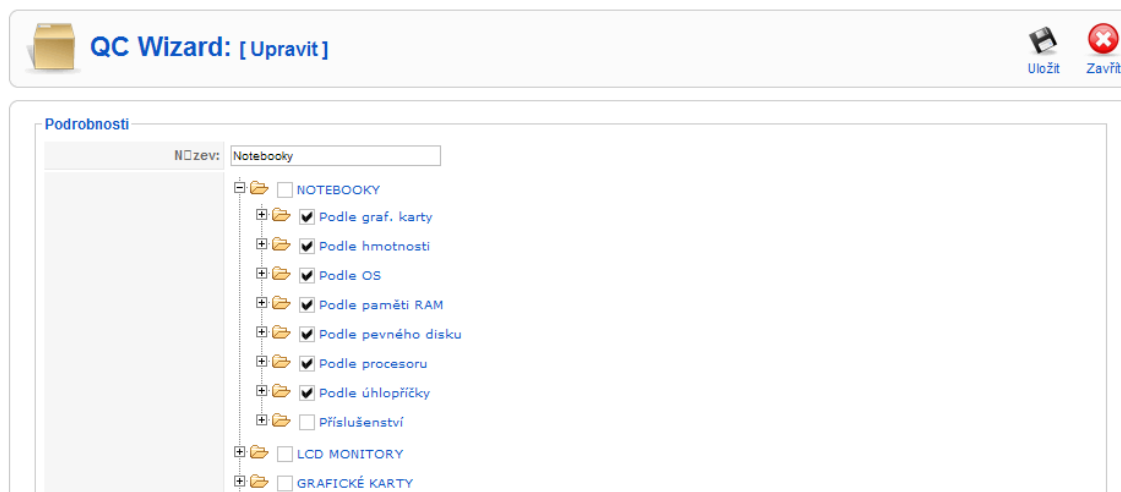 QC Wizard: [ Upravit ]
Uložit Zavřít
Podrobnosti
N□zev: Notebooky
NOTEBOOKY
Podle graf. karty
Podle hmotnosti
Podle OS
Podle paměti RAM
Podle pevného disku
Podle procesoru
Podle úhlopříčky
Příslušenství
LCD MONITORY
GRAFICKÉ KARTY